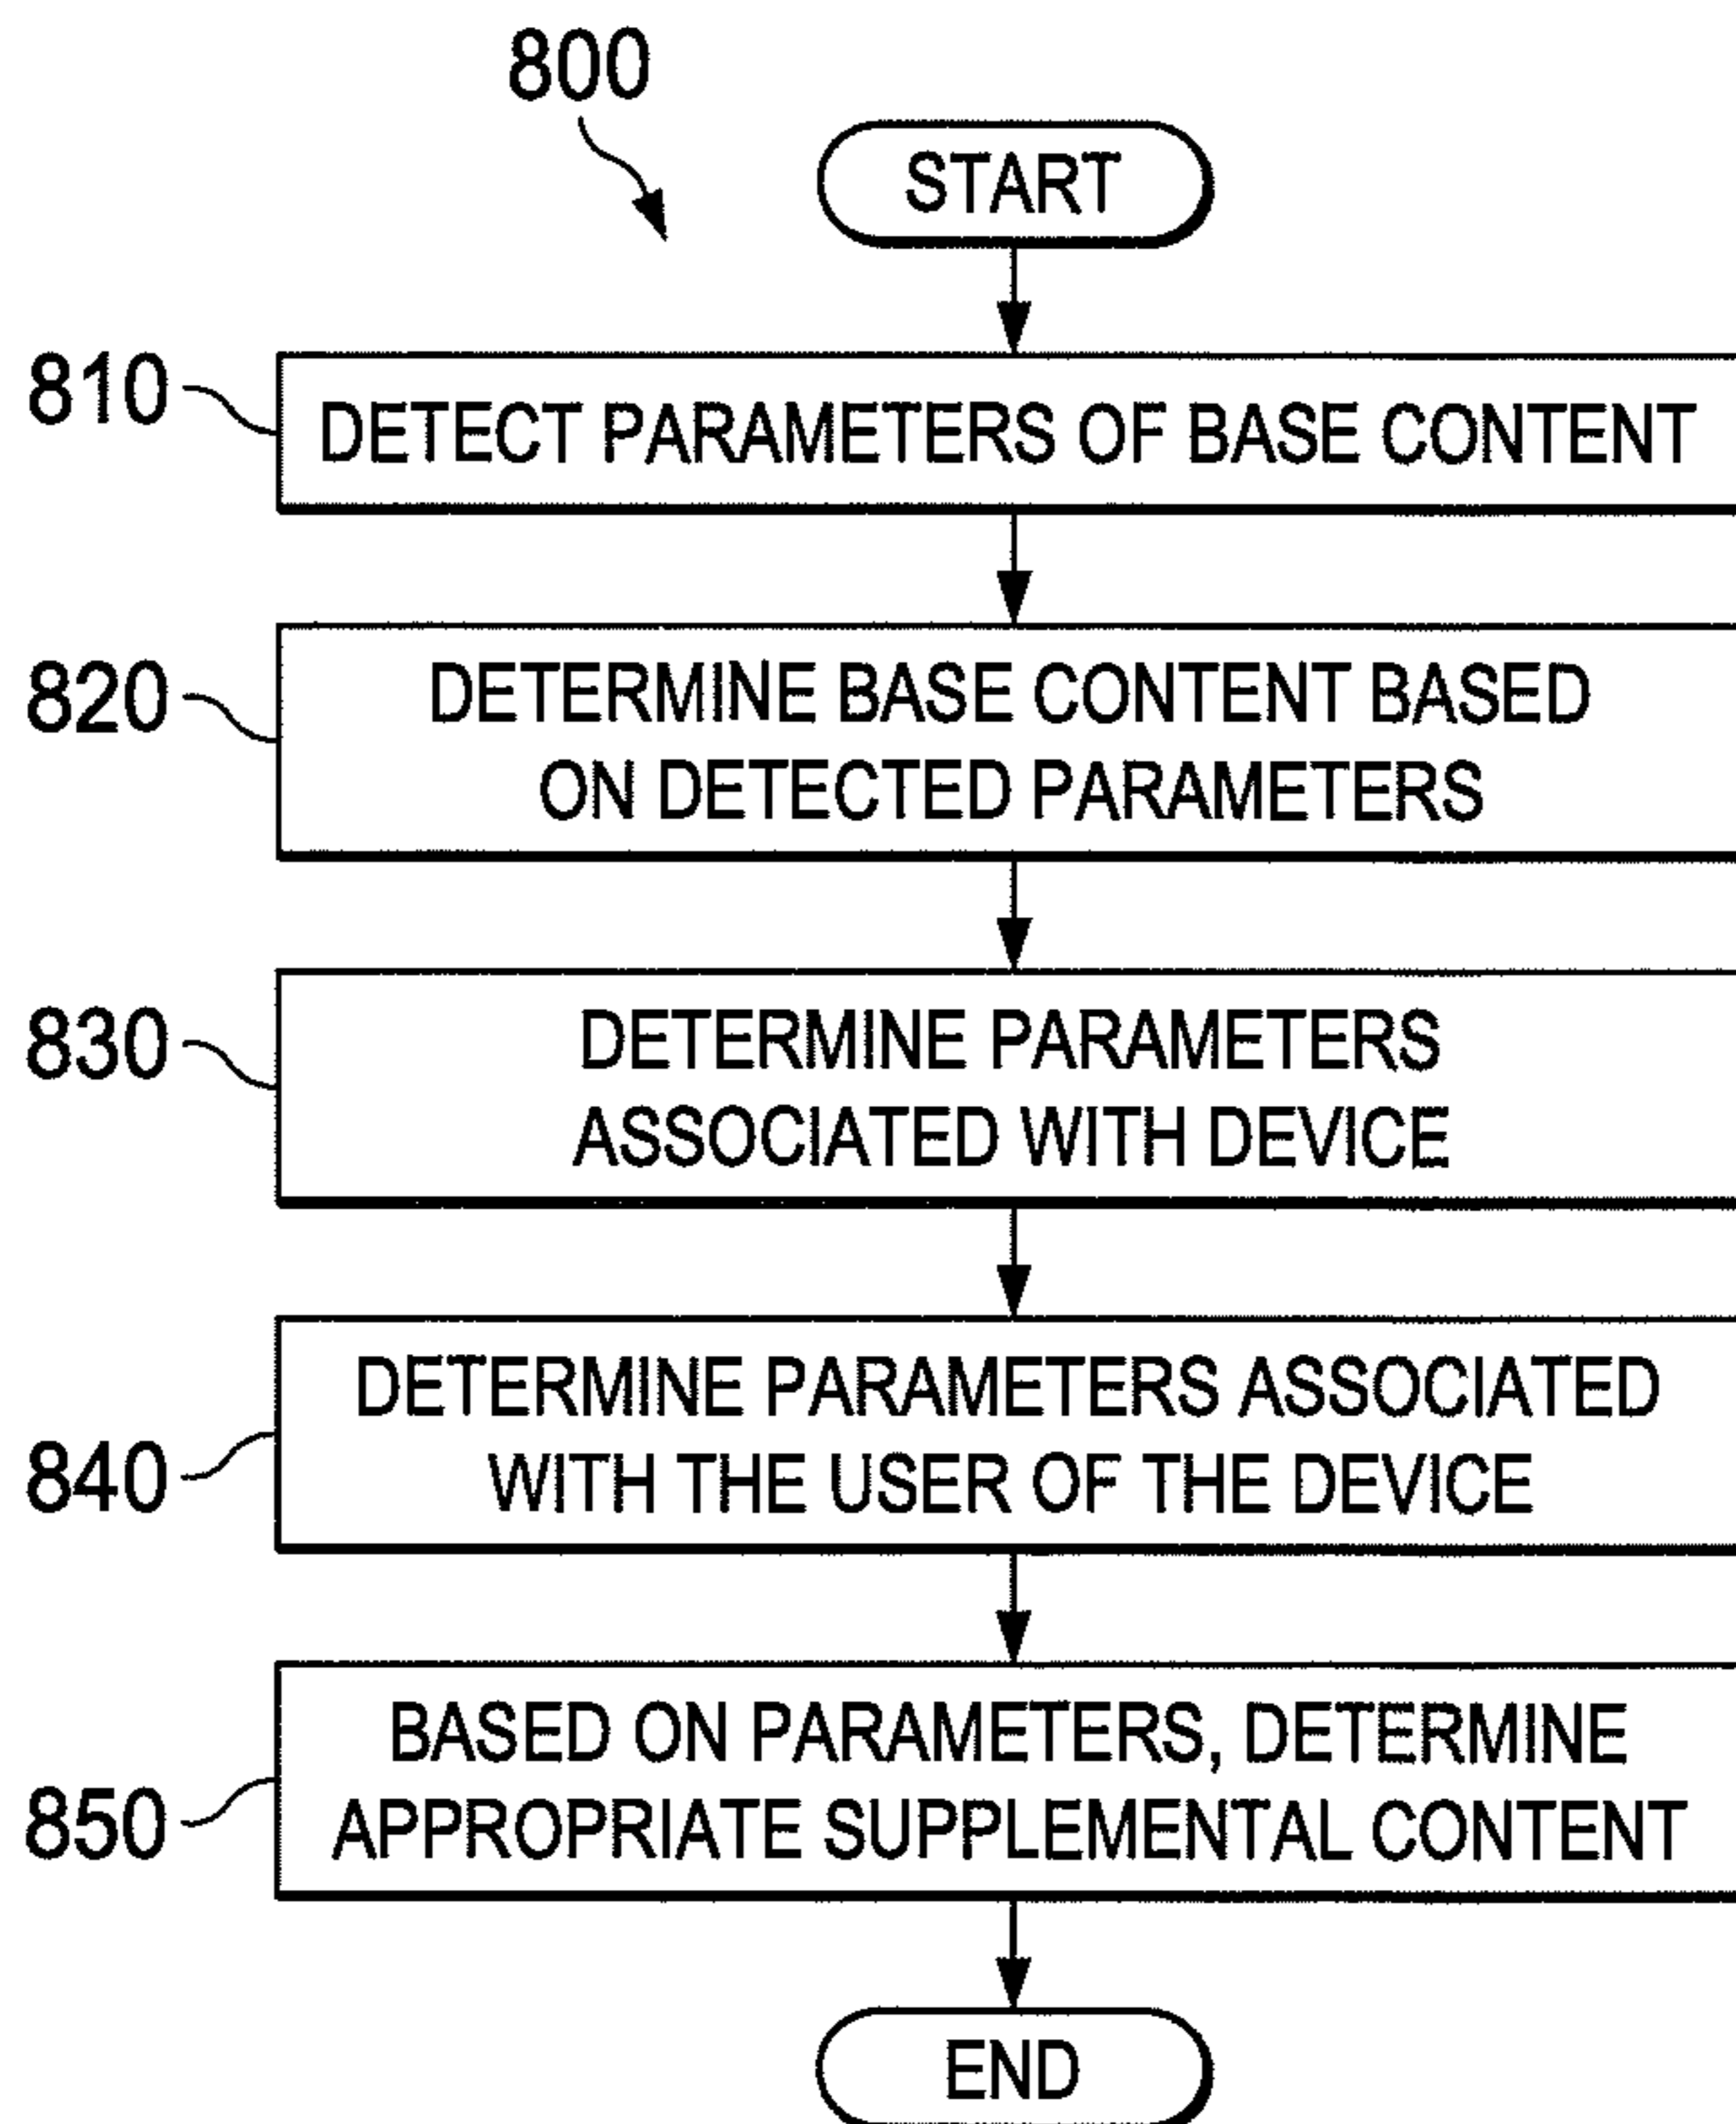 800
START
810
DETECT PARAMETERS OF BASE CONTENT
820
DETERMINE BASE CONTENT BASED
ON DETECTED PARAMETERS
830
DETERMINE PARAMETERS
ASSOCIATED WITH DEVICE
840
DETERMINE PARAMETERS ASSOCIATED
WITH THE USER OF THE DEVICE
850
BASED ON PARAMETERS, DETERMINE
APPROPRIATE SUPPLEMENTAL CONTENT
END